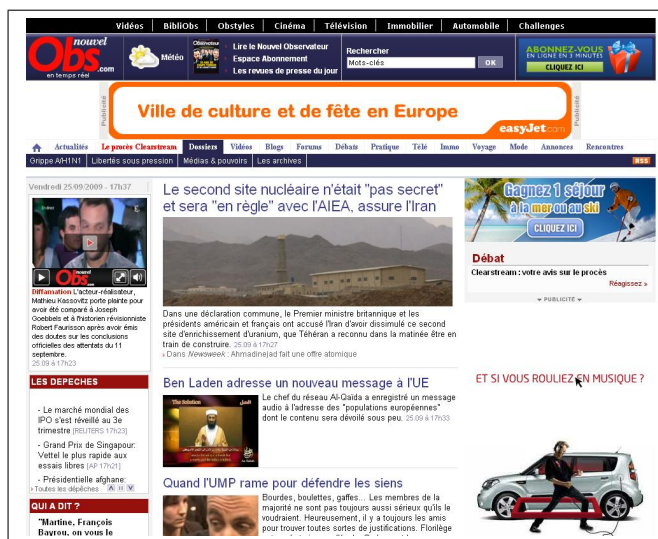 Vidéos | BibliObs | Obstyles | Cinéma | Télévision | Immobilier | Automobile | Challenges
nouvel
Obs.com
en temps réel
Météo
Lire le Nouvel Observateur
Espace Abonnement
Les revues de presse du jour
Rechercher
Mots-clés
OK
ABONNEZ-VOUS
EN LIGNE EN 3 MINUTES
CLIQUEZ ICI
Publicité
Ville de culture et de fête en Europe
easyJet.com
Publicité
Actualités Le procès Clearstream Dossiers Vidéos Blogs Forums Débats Pratique Télé Immo Voyage Mode Annonces Rencontres
Grippe A/H1N1 | Libertés sous pression | Médias & pouvoirs | Les archives
RSS
Vendredi 25/09/2009 - 17h37
nouvel
Obs
.com
Diffamation L'acteur-réalisateur,
Mathieu Kassovitz porte plainte pour
avoir été comparé à Joseph
Goebbels et à l'historien révisionniste
Robert Faurisson après avoir émis
des doutes sur les conclusions
officielles des attentats du 11
septembre.
25.09 à 17h23
LES DEPECHES
- Le marché mondial des
IPO s'est réveillé au 3e
trimestre [REUTERS 17h23]
- Grand Prix de Singapour:
Vettel le plus rapide aux
essais libres [AP 17h21]
- Présidentielle afghane:
Toutes les dépêches
QUI A DIT ?
"Martine, François
Bayrou, on vous le
Le second site nucléaire n'était "pas secret"
et sera "en règle" avec l'AIEA, assure l'Iran
Dans une déclaration commune, le Premier ministre britannique et les
présidents américain et français ont accusé l'Iran d'avoir dissimulé ce second
site d'enrichissement d'uranium, que Téhéran a reconnu dans la matinée être en
train de construire. 25.09 à 17h27
Dans Newsweek : Ahmadinejad fait une offre atomique
Ben Laden adresse un nouveau message à l'UE
The Solution
Le chef du réseau Al-Qaïda a enregistré un message
audio à l'adresse des "populations européennes"
dont le contenu sera dévoilé sous peu. 25.09 à 17h33
Quand l'UMP rame pour défendre les siens
Bourdes, boulettes, gaffes... Les membres de la
majorité ne sont pas toujours aussi sérieux qu'ils le
voudraient. Heureusement, il y a toujours les amis
pour trouver toutes sortes de justifications. Florilège
Gagnez 1 séjour
à la mer ou au ski
CLIQUEZ ICI
Débat
Clearstream : votre avis sur le procès
Réagissez »
PUBLICITÉ
ET SI VOUS ROULIEZ EN MUSIQUE ?